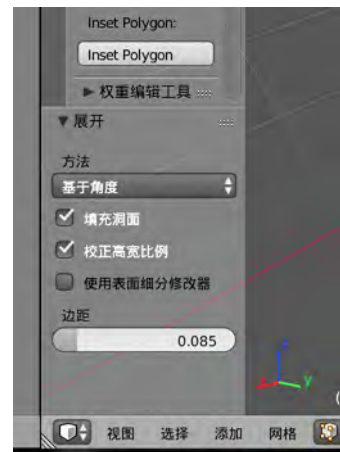 Inset Polygon:
Inset Polygon
权重编辑工具
展开
方法
基于角度
填充洞面
校正高宽比例
使用表面细分修改器
边距
0.085
z
x y
(
视图 选择 添加 网格